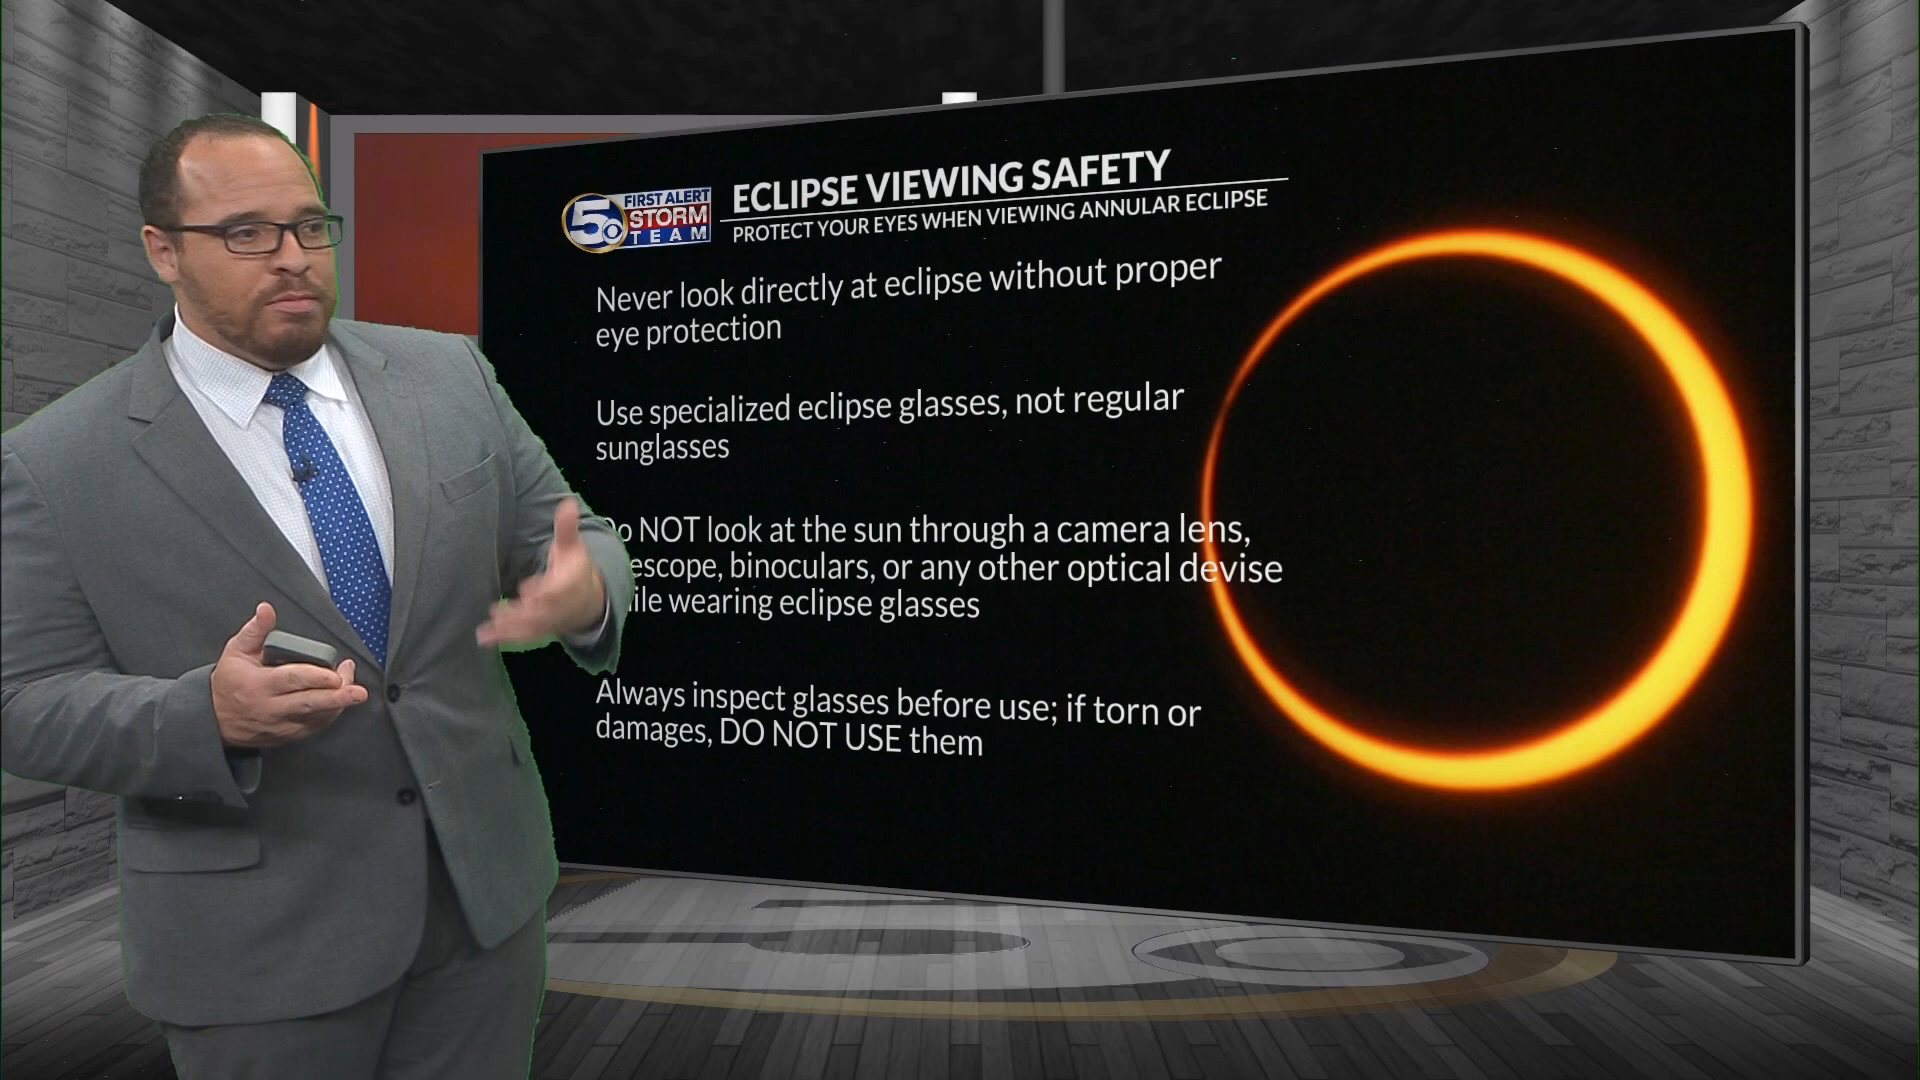 5
FIRST ALERT
STORM
TEAM
ECLIPSE VIEWING SAFETY
PROTECT YOUR EYES WHEN VIEWING ANNULAR ECLIPSE
Never look directly at eclipse without proper
eye protection
Use specialized eclipse glasses, not regular
sunglasses
NOT look at the sun through a camera lens,
binoculars, or any other optical devise
wearing eclipse glasses
Always inspect glasses before use; if torn or
damages, DO NOT USE them